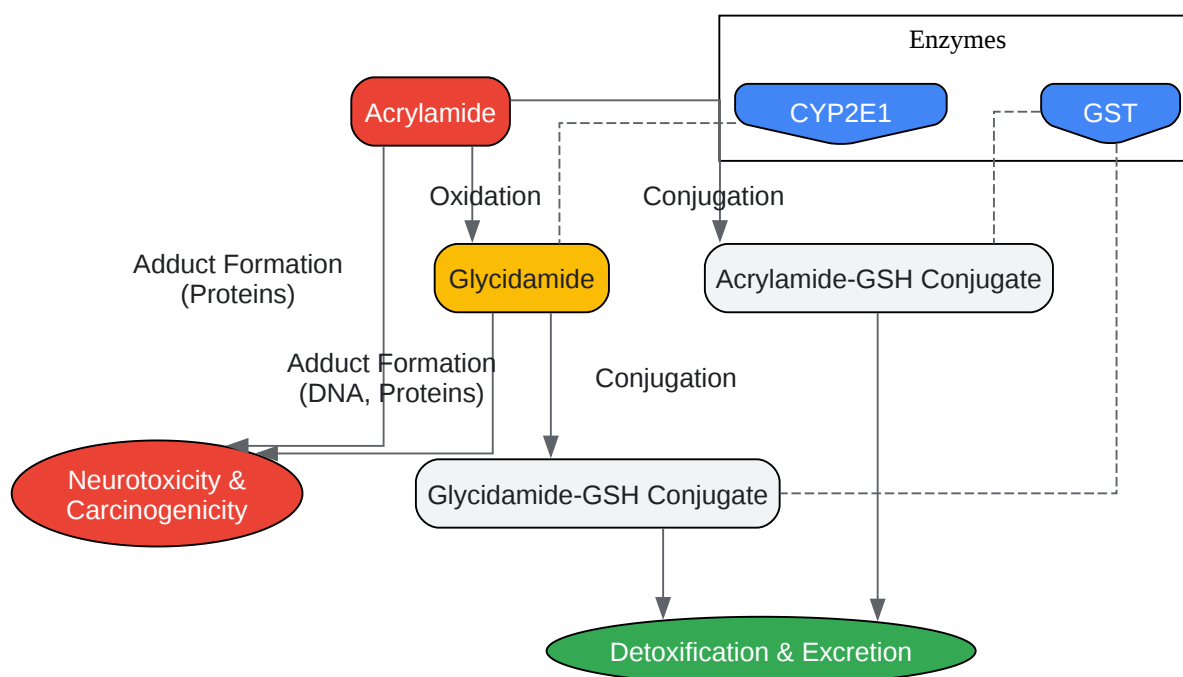 Enzymes
Acrylamide
CYP2E1
GST
Oxidation
Conjugation
Adduct Formation
(Proteins)
Glycidamide
Acrylamide-GSH Conjugate
Adduct Formation
(DNA, Proteins)
Conjugation
Neurotoxicity &
Carcinogenicity
Glycidamide-GSH Conjugate
Detoxification & Excretion